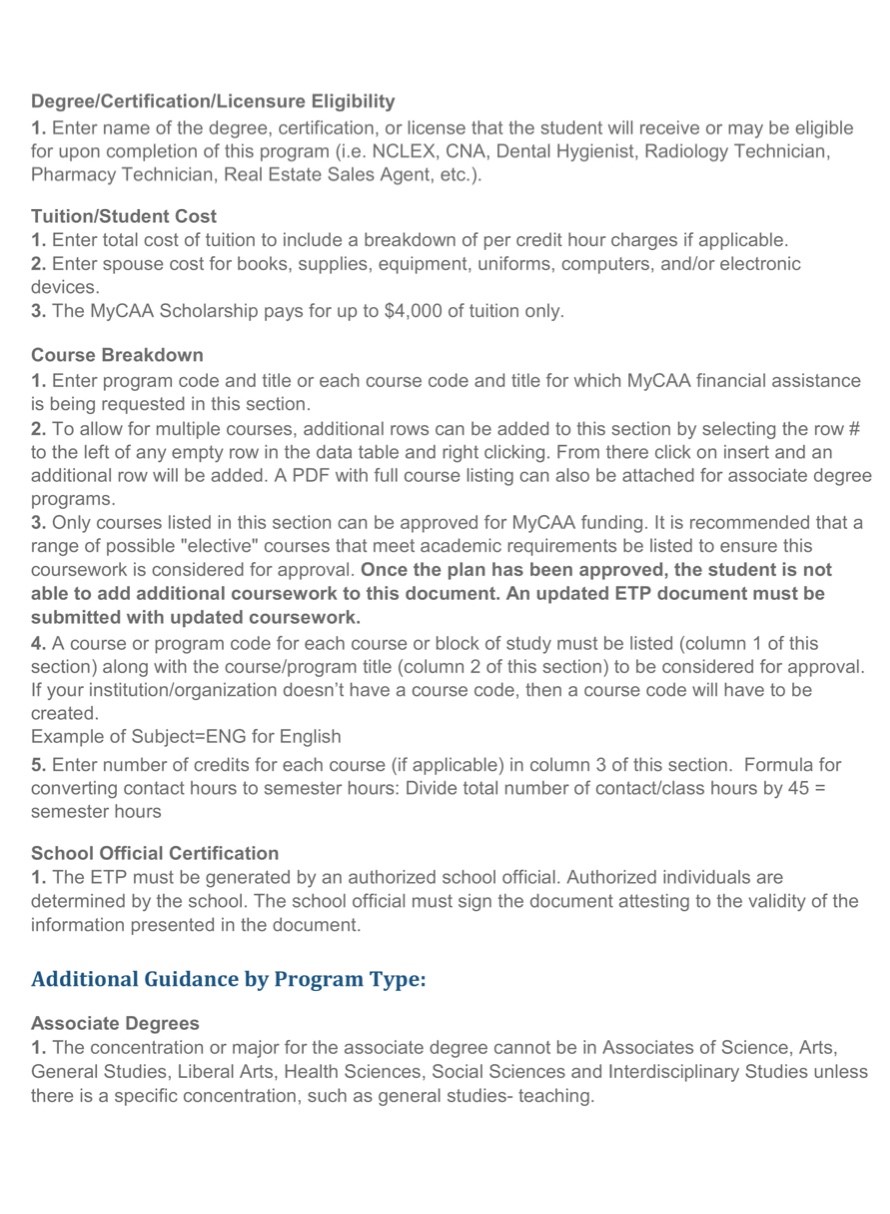 Degree/Certification/Licensure Eligibility
1. Enter name of the degree, certification, or license that the student will receive or may be eligible
for upon completion of this program (i.e. NCLEX, CNA, Dental Hygienist, Radiology Technician,
Pharmacy Technician, Real Estate Sales Agent, etc.).
Tuition/Student Cost
1. Enter total cost of tuition to include a breakdown of per credit hour charges if applicable.
2. Enter spouse cost for books, supplies, equipment, uniforms, computers, and/or electronic
devices.
3. The MyCAA Scholarship pays for up to $4,000 of tuition only.
Course Breakdown
1. Enter program code and title or each course code and title for which MyCAA financial assistance
is being requested in this section.
2. To allow for multiple courses, additional rows can be added to this section by selecting the row #
to the left of any empty row in the data table and right clicking. From there click on insert and an
additional row will be added. A PDF with full course listing can also be attached for associate degree
programs.
3. Only courses listed in this section can be approved for MyCAA funding. It is recommended that a
range of possible "elective" courses that meet academic requirements be listed to ensure this
coursework is considered for approval. Once the plan has been approved, the student is not
able to add additional coursework to this document. An updated ETP document must be
submitted with updated coursework.
4. A course or program code for each course or block of study must be listed (column 1 of this
section) along with the course/program title (column 2 of this section) to be considered for approval.
If your institution/organization doesn't have a course code, then a course code will have to be
created.
Example of Subject=ENG for English
5. Enter number of credits for each course (if applicable) in column 3 of this section.  Formula for
converting contact hours to semester hours: Divide total number of contact/class hours by 45 =
semester hours
School Official Certification
1. The ETP must be generated by an authorized school official. Authorized individuals are
determined by the school. The school official must sign the document attesting to the validity of the
information presented in the document.
Additional Guidance by Program Type:
Associate Degrees
1. The concentration or major for the associate degree cannot be in Associates of Science, Arts,
General Studies, Liberal Arts, Health Sciences, Social Sciences and Interdisciplinary Studies unless
there is a specific concentration, such as general studies- teaching.